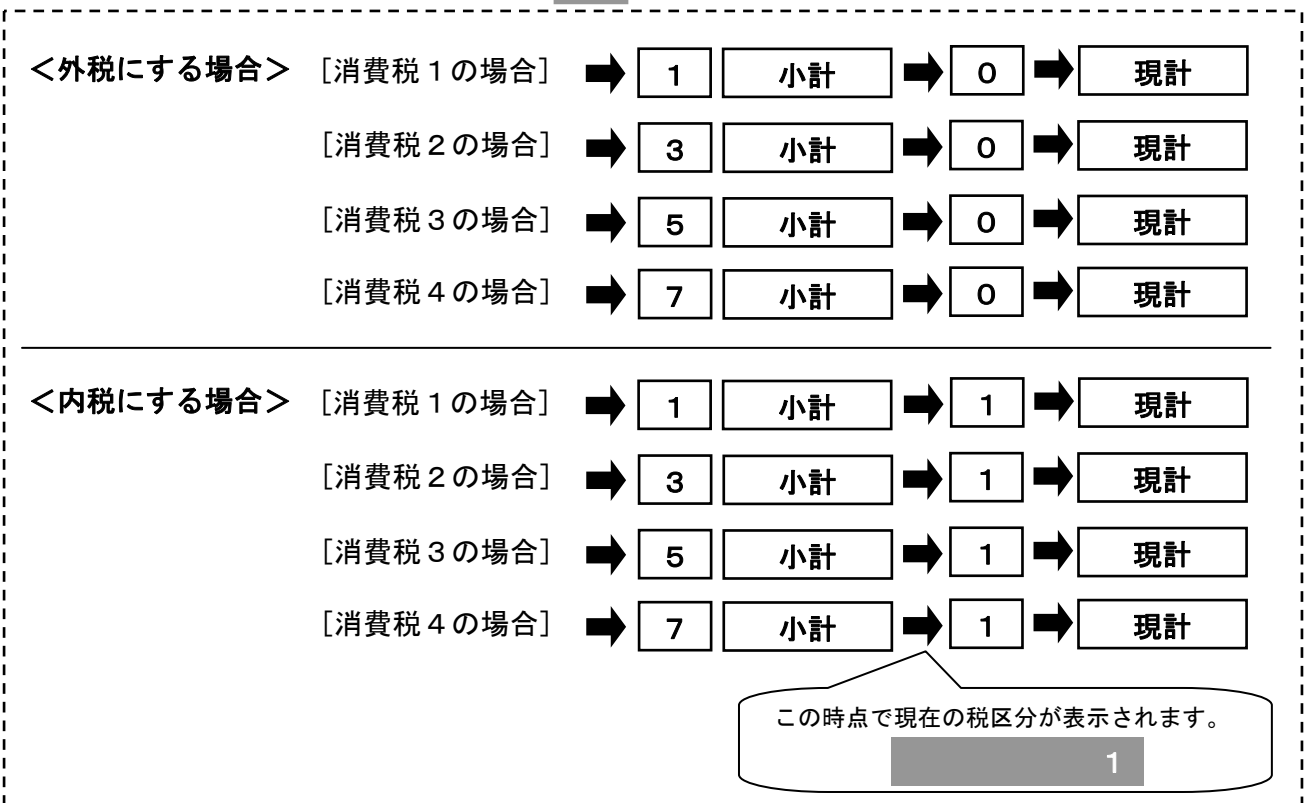 ＜外税にする場合＞ ［消費税１の場合］ ➡ 1 小計 ➡ 0 ➡ 現計
［消費税２の場合］ ➡ 3 小計 ➡ 0 ➡ 現計
［消費税３の場合］ ➡ 5 小計 ➡ 0 ➡ 現計
［消費税４の場合］ ➡ 7 小計 ➡ 0 ➡ 現計
＜内税にする場合＞ ［消費税１の場合］ ➡ 1 小計 ➡ 1 ➡ 現計
［消費税２の場合］ ➡ 3 小計 ➡ 1 ➡ 現計
［消費税３の場合］ ➡ 5 小計 ➡ 1 ➡ 現計
［消費税４の場合］ ➡ 7 小計 ➡ 1 ➡ 現計
この時点で現在の税区分が表示されます。
1